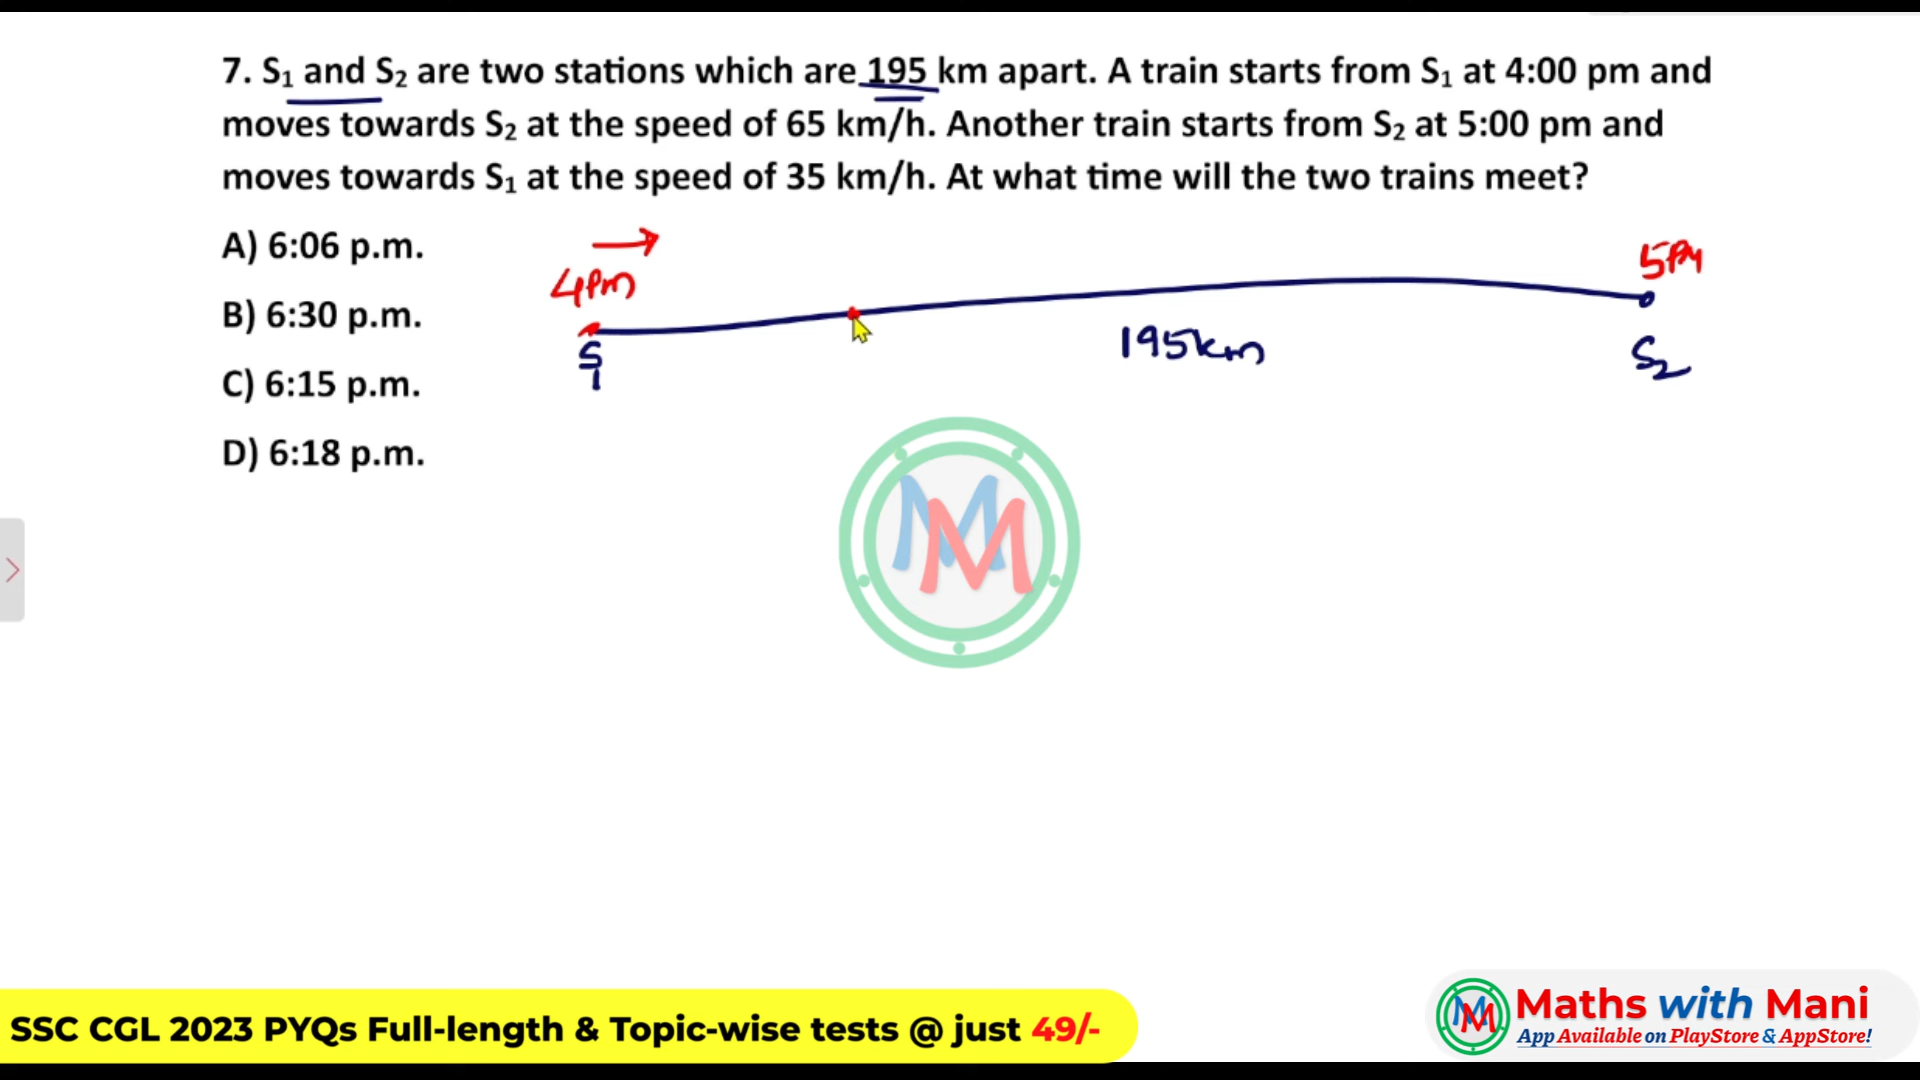 7. S₁ and S₂ are two stations which are 195 km apart. A train starts from S₁ at 4:00 pm and
moves towards S₂ at the speed of 65 km/h. Another train starts from S₂ at 5:00 pm and
moves towards S₁ at the speed of 35 km/h. At what time will the two trains meet?
A) 6:06 p.m.
B) 6:30 p.m.
C) 6:15 p.m.
D) 6:18 p.m.
4Pm
5PM
S1
195km
S2
MM
SSC CGL 2023 PYQs Full-length & Topic-wise tests @ just 49/-
MM
Maths with Mani
App Available on PlayStore & AppStore!